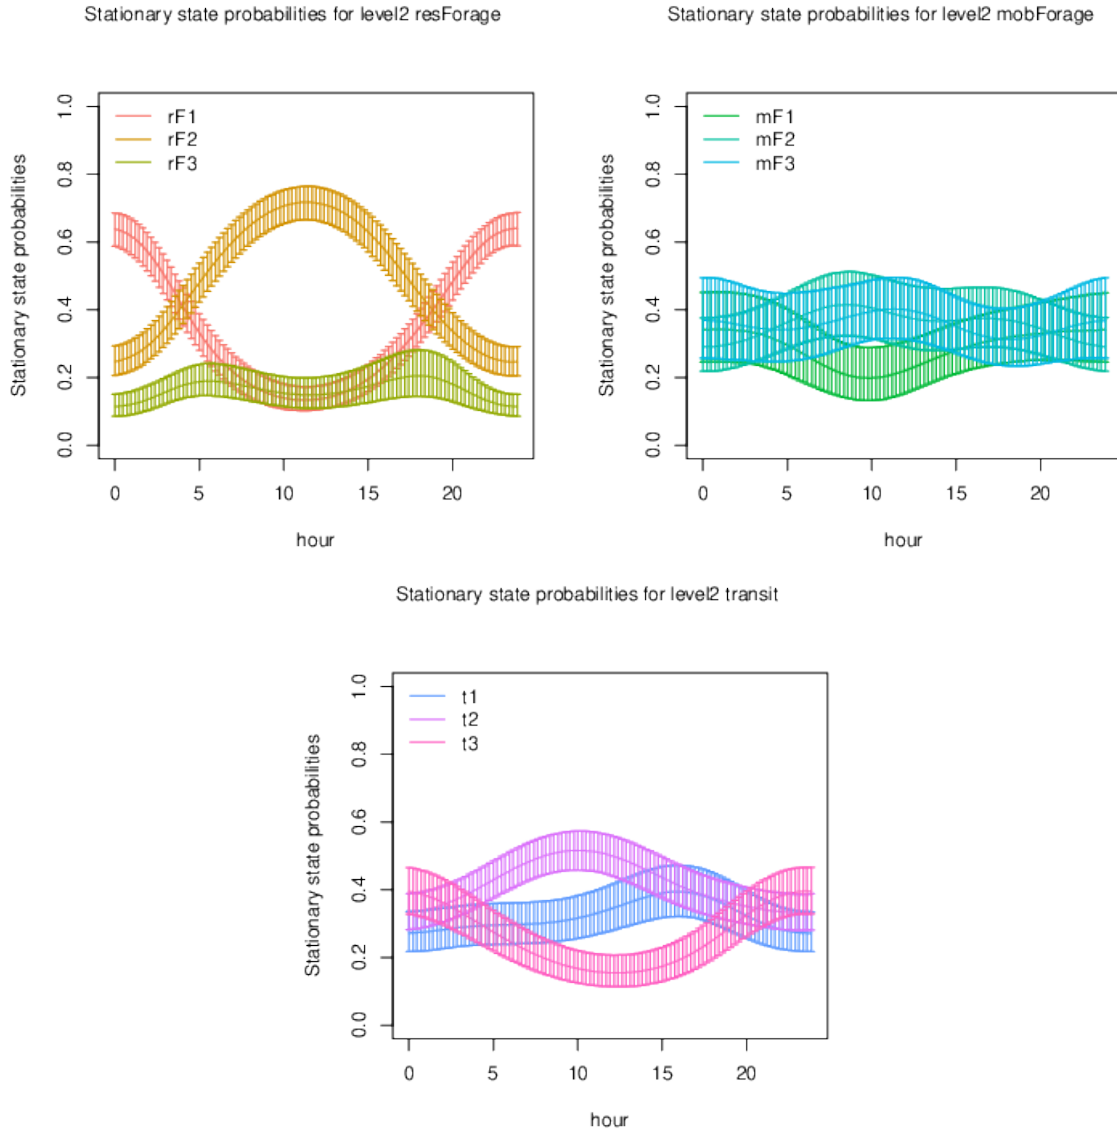 Stationary state probabilities for level2 resForage
Stationary state probabilities
1.0
0.8
0.6
0.4
0.2
0.0
rF1
rF2
rF3
0 5 10 15 20
hour
Stationary state probabilities for level2 mobForage
Stationary state probabilities
1.0
0.8
0.6
0.4
0.2
0.0
mF1
mF2
mF3
0 5 10 15 20
hour
Stationary state probabilities for level2 transit
Stationary state probabilities
1.0
0.8
0.6
0.4
0.2
0.0
t1
t2
t3
0 5 10 15 20
hour